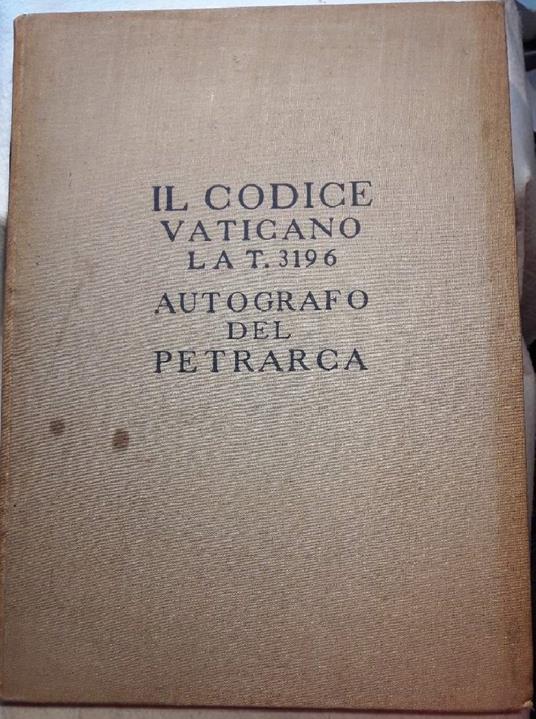 IL CODICE
VATICANO
LAT. 3196
AUTOGRAFO
DEL
PETRARCA